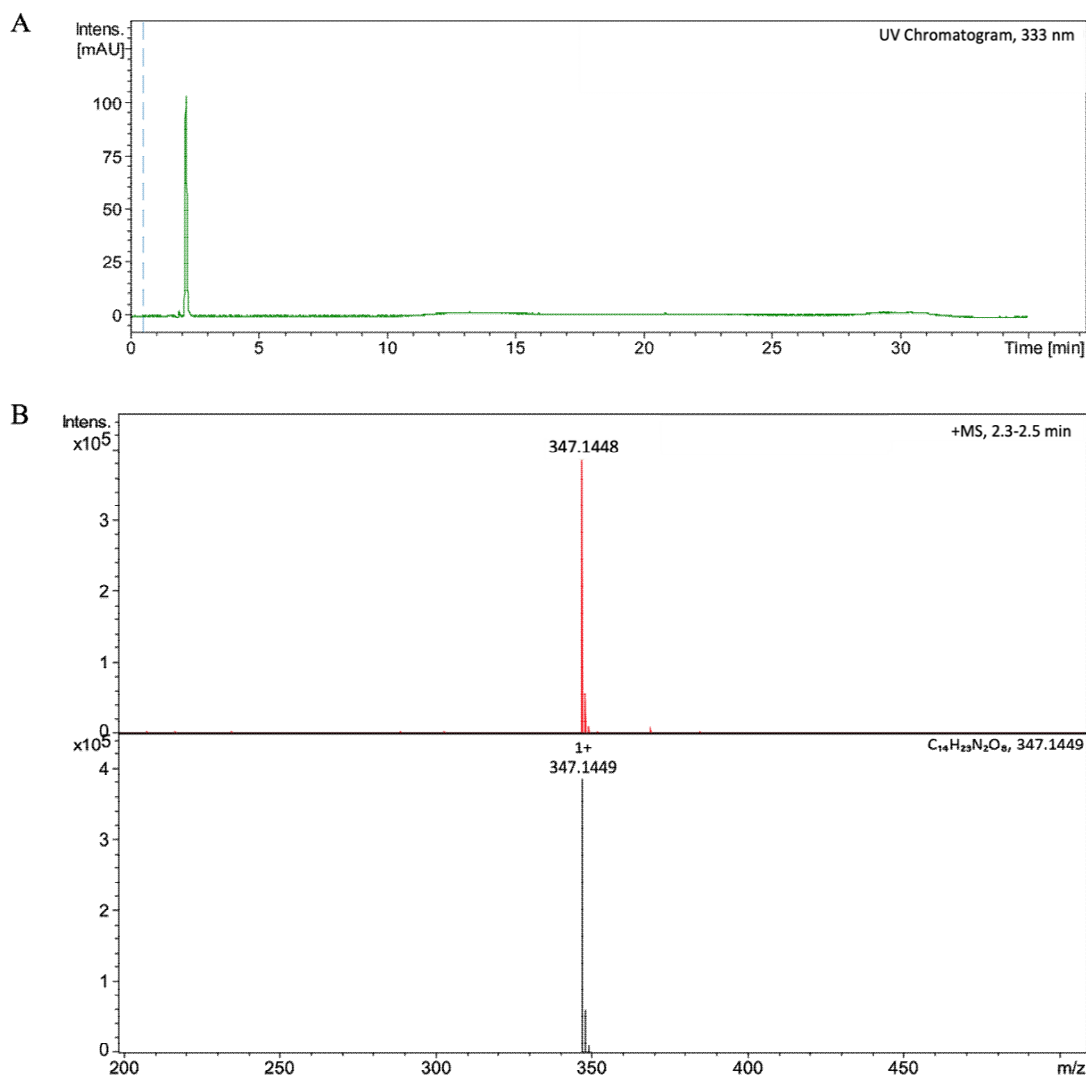 A
Intens.
[mAU]
UV Chromatogram, 333 nm
100
75
50
25
0
0 5 10 15 20 25 30 Time [min]
B
Intens.
x10⁵
+MS, 2.3-2.5 min
347.1448
3
2
1
0
x10⁵
1+
C₁₄H₂₃N₂O₈, 347.1449
347.1449
4
3
2
1
0
200 250 300 350 400 450 m/z